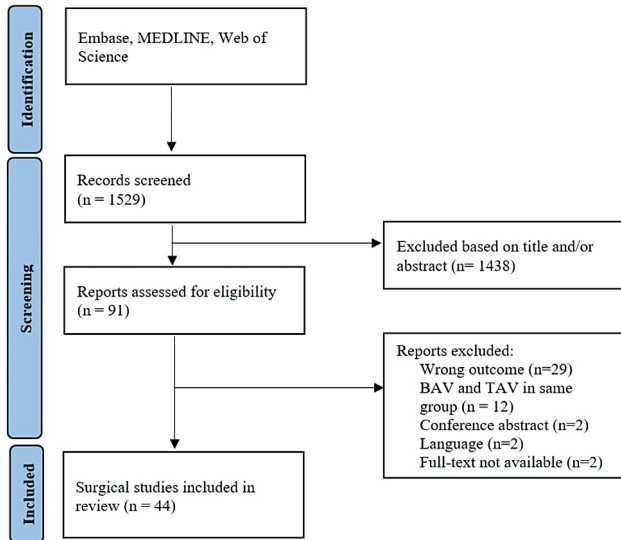 Identification
Embase, MEDLINE, Web of
Science
Screening
Records screened
(n = 1529)
Excluded based on title and/or
abstract (n= 1438)
Reports assessed for eligibility
(n = 91)
Reports excluded:
Wrong outcome (n=29)
BAV and TAV in same
group (n = 12)
Conference abstract (n=2)
Language (n=2)
Full-text not available (n=2)
Included
Surgical studies included in
review (n = 44)